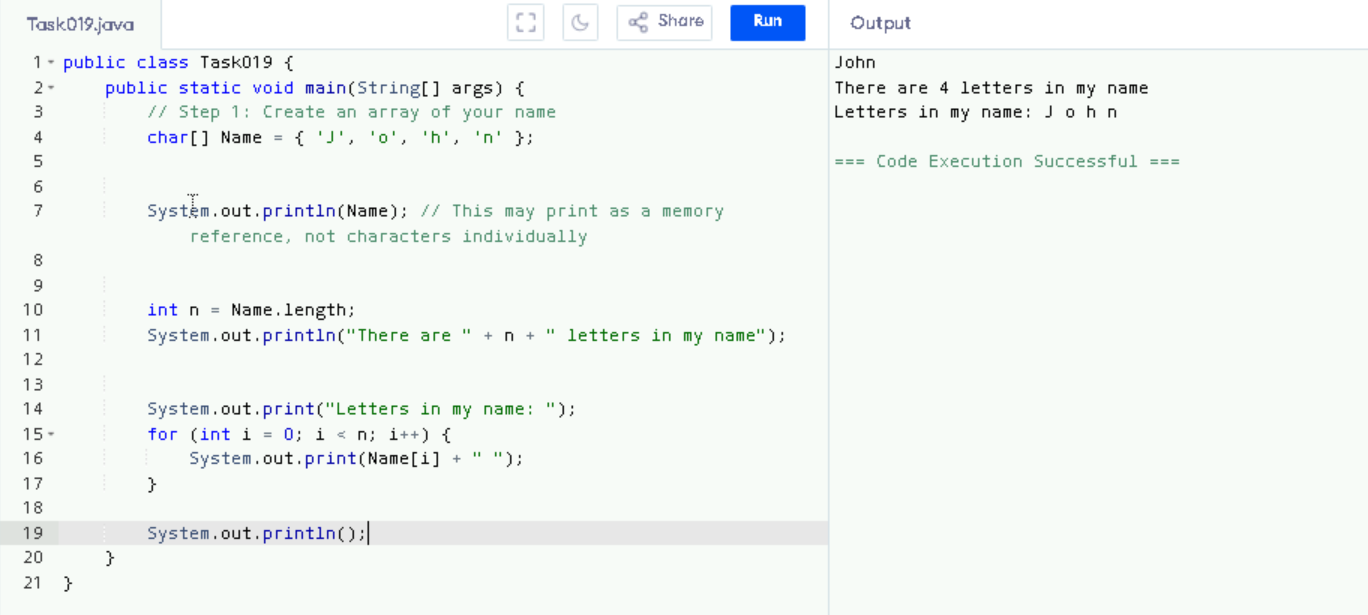 Task019.java
Share
Run
Output
1 public class Task019 {
2 public static void main(String[] args) {
3 // Step 1: Create an array of your name
4 char[] Name = { 'J', 'o', 'h', 'n' };
5
6
7 System.out.println(Name); // This may print as a memory
reference, not characters individually
8
9
10 int n = Name.length;
11 System.out.println("There are " + n + " letters in my name");
12
13
14 System.out.print("Letters in my name: ");
15 for (int i = 0; i < n; i++) {
16 System.out.print(Name[i] + " ");
17 }
18
19 System.out.println();
20 }
21 }
John
There are 4 letters in my name
Letters in my name: J o h n
=== Code Execution Successful ===